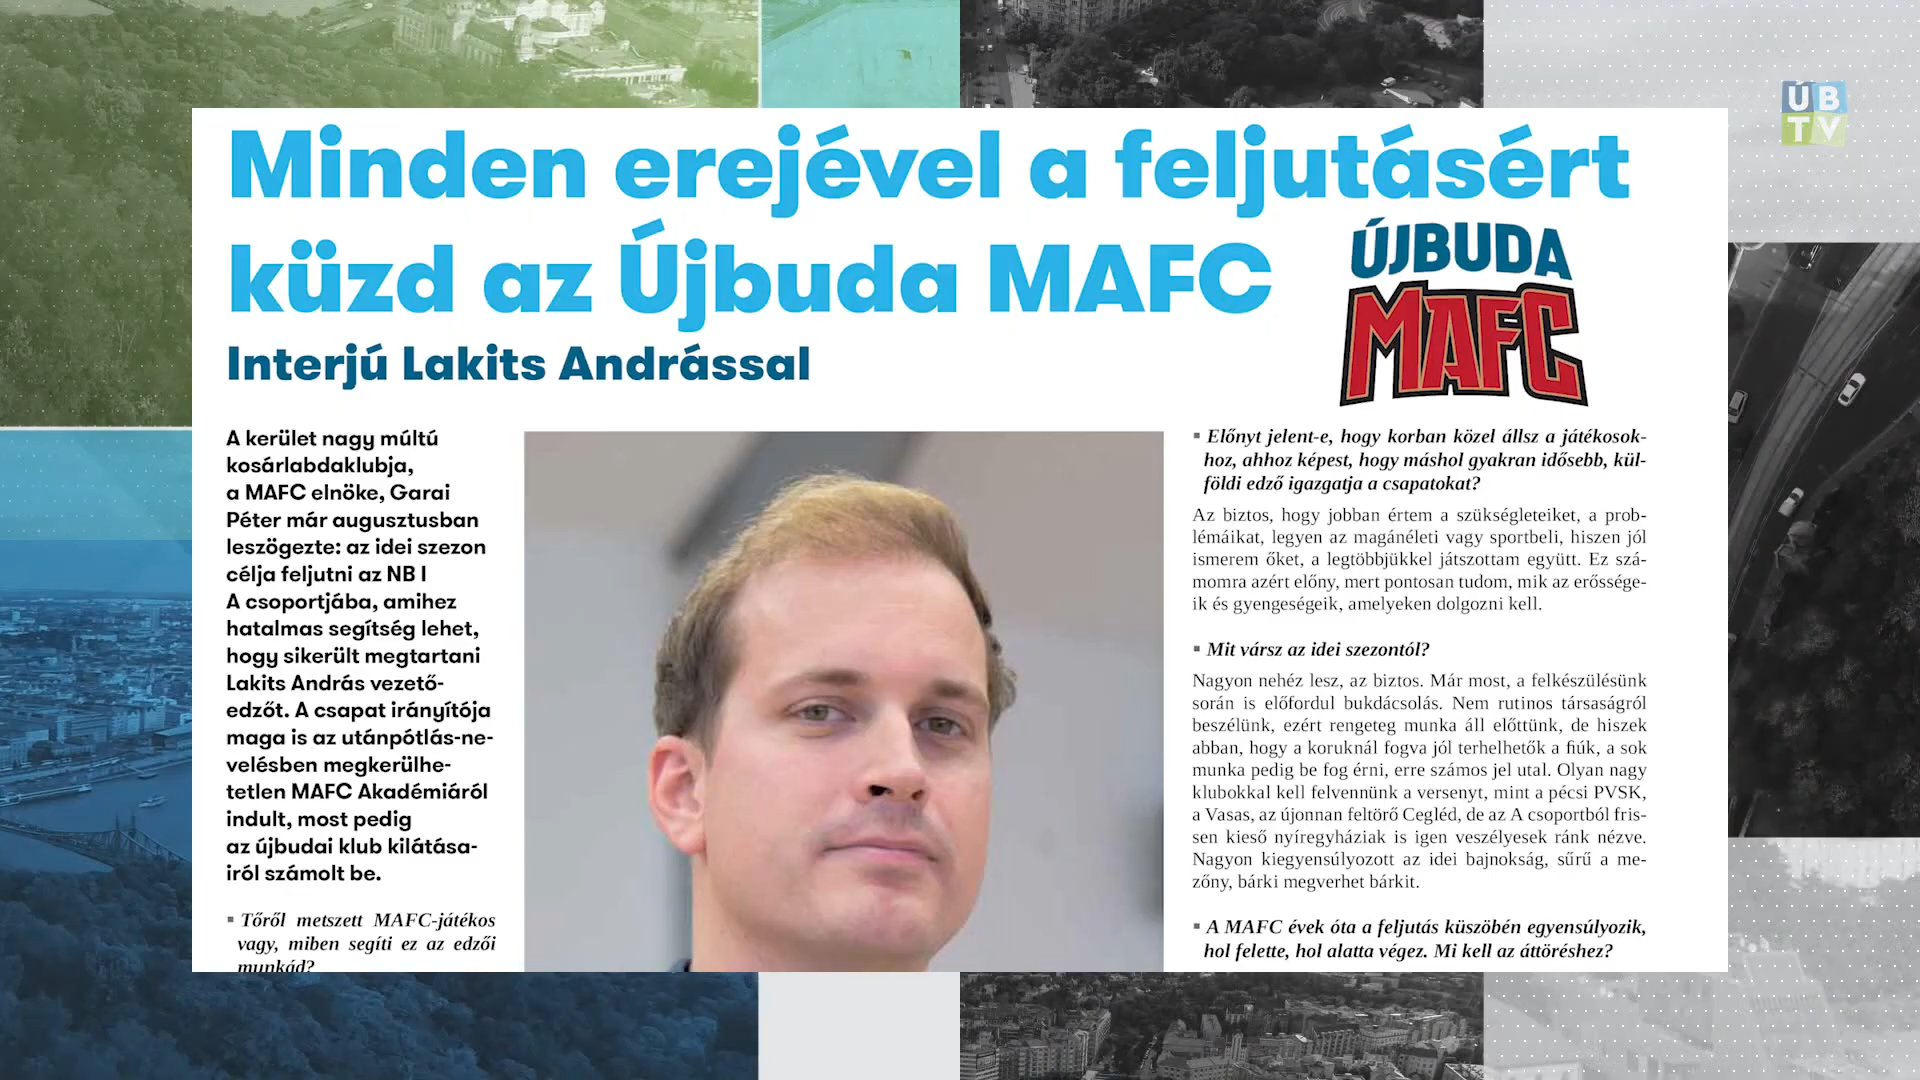 ÚB
TV
Minden erejével a feljutásért
küzd az Újbuda MAFC
ÚJBUDA
MAFC
Interjú Lakits Andrással
A kerület nagy múltú
kosárlabdaklubja,
a MAFC elnöke, Garai
Péter már augusztusban
leszögezte: az idei szezon
célja feljutni az NB I
A csoportjába, amihez
hatalmas segítség lehet,
hogy sikerült megtartani
Lakits András vezető-
edzőt. A csapat irányítója
maga is az utánpótlás-ne-
velésben megkerülhe-
tetlen MAFC Akadémiáról
indult, most pedig
az újbudai klub kilátása-
iról számolt be.
▪ Tőről metszett MAFC-játékos
vagy, miben segíti ez az edzői
munkád?
▪ Előnyt jelent-e, hogy korban közel állsz a játékosok-
hoz, ahhoz képest, hogy máshol gyakran idősebb, kül-
földi edző igazgatja a csapatokat?
Az biztos, hogy jobban értem a szükségleteiket, a prob-
lémáikat, legyen az magánéleti vagy sportbeli, hiszen jól
ismerem őket, a legtöbbjükkel játszottam együtt. Ez szá-
momra azért előny, mert pontosan tudom, mik az erőssége-
ik és gyengeségeik, amelyeken dolgozni kell.
▪ Mit vársz az idei szezontól?
Nagyon nehéz lesz, az biztos. Már most, a felkészülésünk
során is előfordul bukdácsolás. Nem rutinos társaságról
beszélünk, ezért rengeteg munka áll előttünk, de hiszek
abban, hogy a koruknál fogva jól terhelhetők a fiúk, a sok
munka pedig be fog érni, erre számos jel utal. Olyan nagy
klubokkal kell felvennünk a versenyt, mint a pécsi PVSK,
a Vasas, az újonnan feltörő Cegléd, de az A csoportból fris-
sen kieső nyíregyháziak is igen veszélyesek ránk nézve.
Nagyon kiegyensúlyozott az idei bajnokság, sűrű a me-
zőny, bárki megverhet bárkit.
▪ A MAFC évek óta a feljutás küszöbén egyensúlyozik,
hol felette, hol alatta végez. Mi kell az áttöréshez?